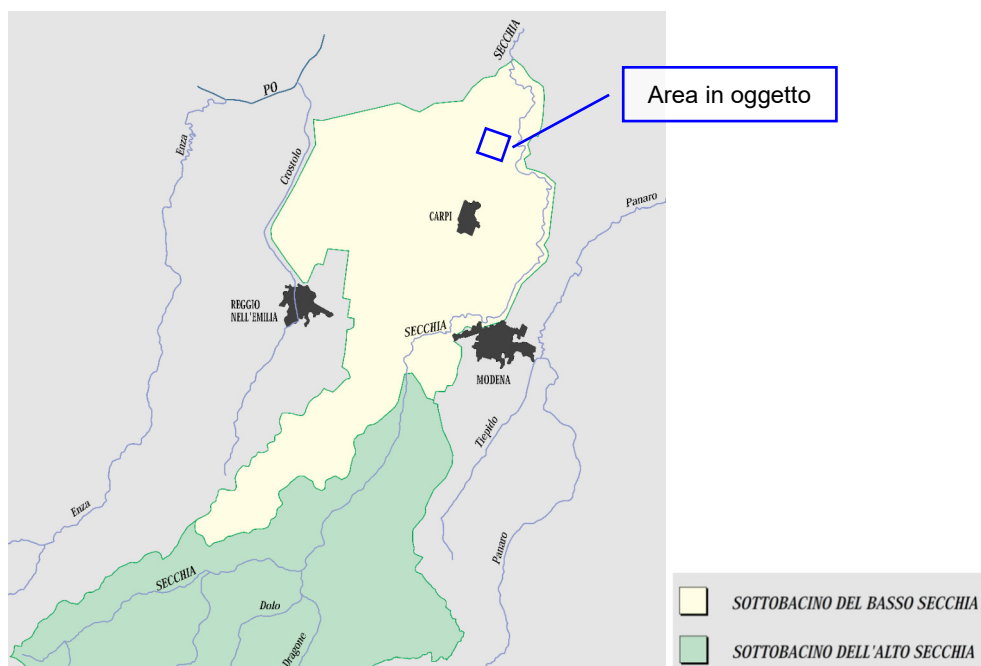 SECCHIA
PO
Area in oggetto
Enza
Crostolo
Panaro
CARPI
REGGIO
NELL'EMILIA
SECCHIA
MODENA
Tiepido
Enza
Panaro
SECCHIA
Dolo
Dragone
SOTTOBACINO DEL BASSO SECCHIA
SOTTOBACINO DELL'ALTO SECCHIA